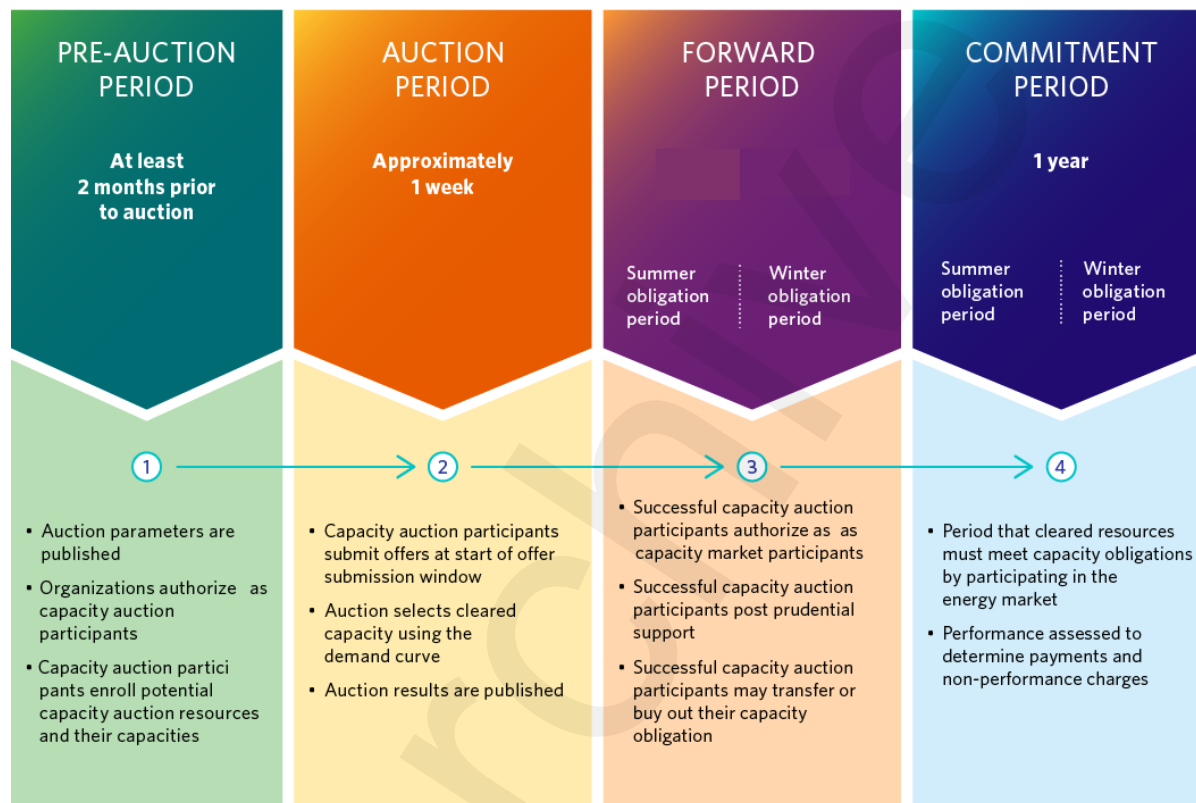 PRE-AUCTION
PERIOD
At least
2 months prior
to auction
1
• Auction parameters are
published
• Organizations authorize as
capacity auction
participants
• Capacity auction partici
pants enroll potential
capacity auction resources
and their capacities
AUCTION
PERIOD
Approximately
1 week
2
• Capacity auction participants
submit offers at start of offer
submission window
• Auction selects cleared
capacity using the
demand curve
• Auction results are published
FORWARD
PERIOD
Summer
obligation
period
Winter
obligation
period
3
• Successful capacity auction
participants authorize as as
capacity market participants
• Successful capacity auction
participants post prudential
support
• Successful capacity auction
participants may transfer or
buy out their capacity
obligation
COMMITMENT
PERIOD
1 year
Summer
obligation
period
Winter
obligation
period
4
• Period that cleared resources
must meet capacity obligations
by participating in the
energy market
• Performance assessed to
determine payments and
non-performance charges